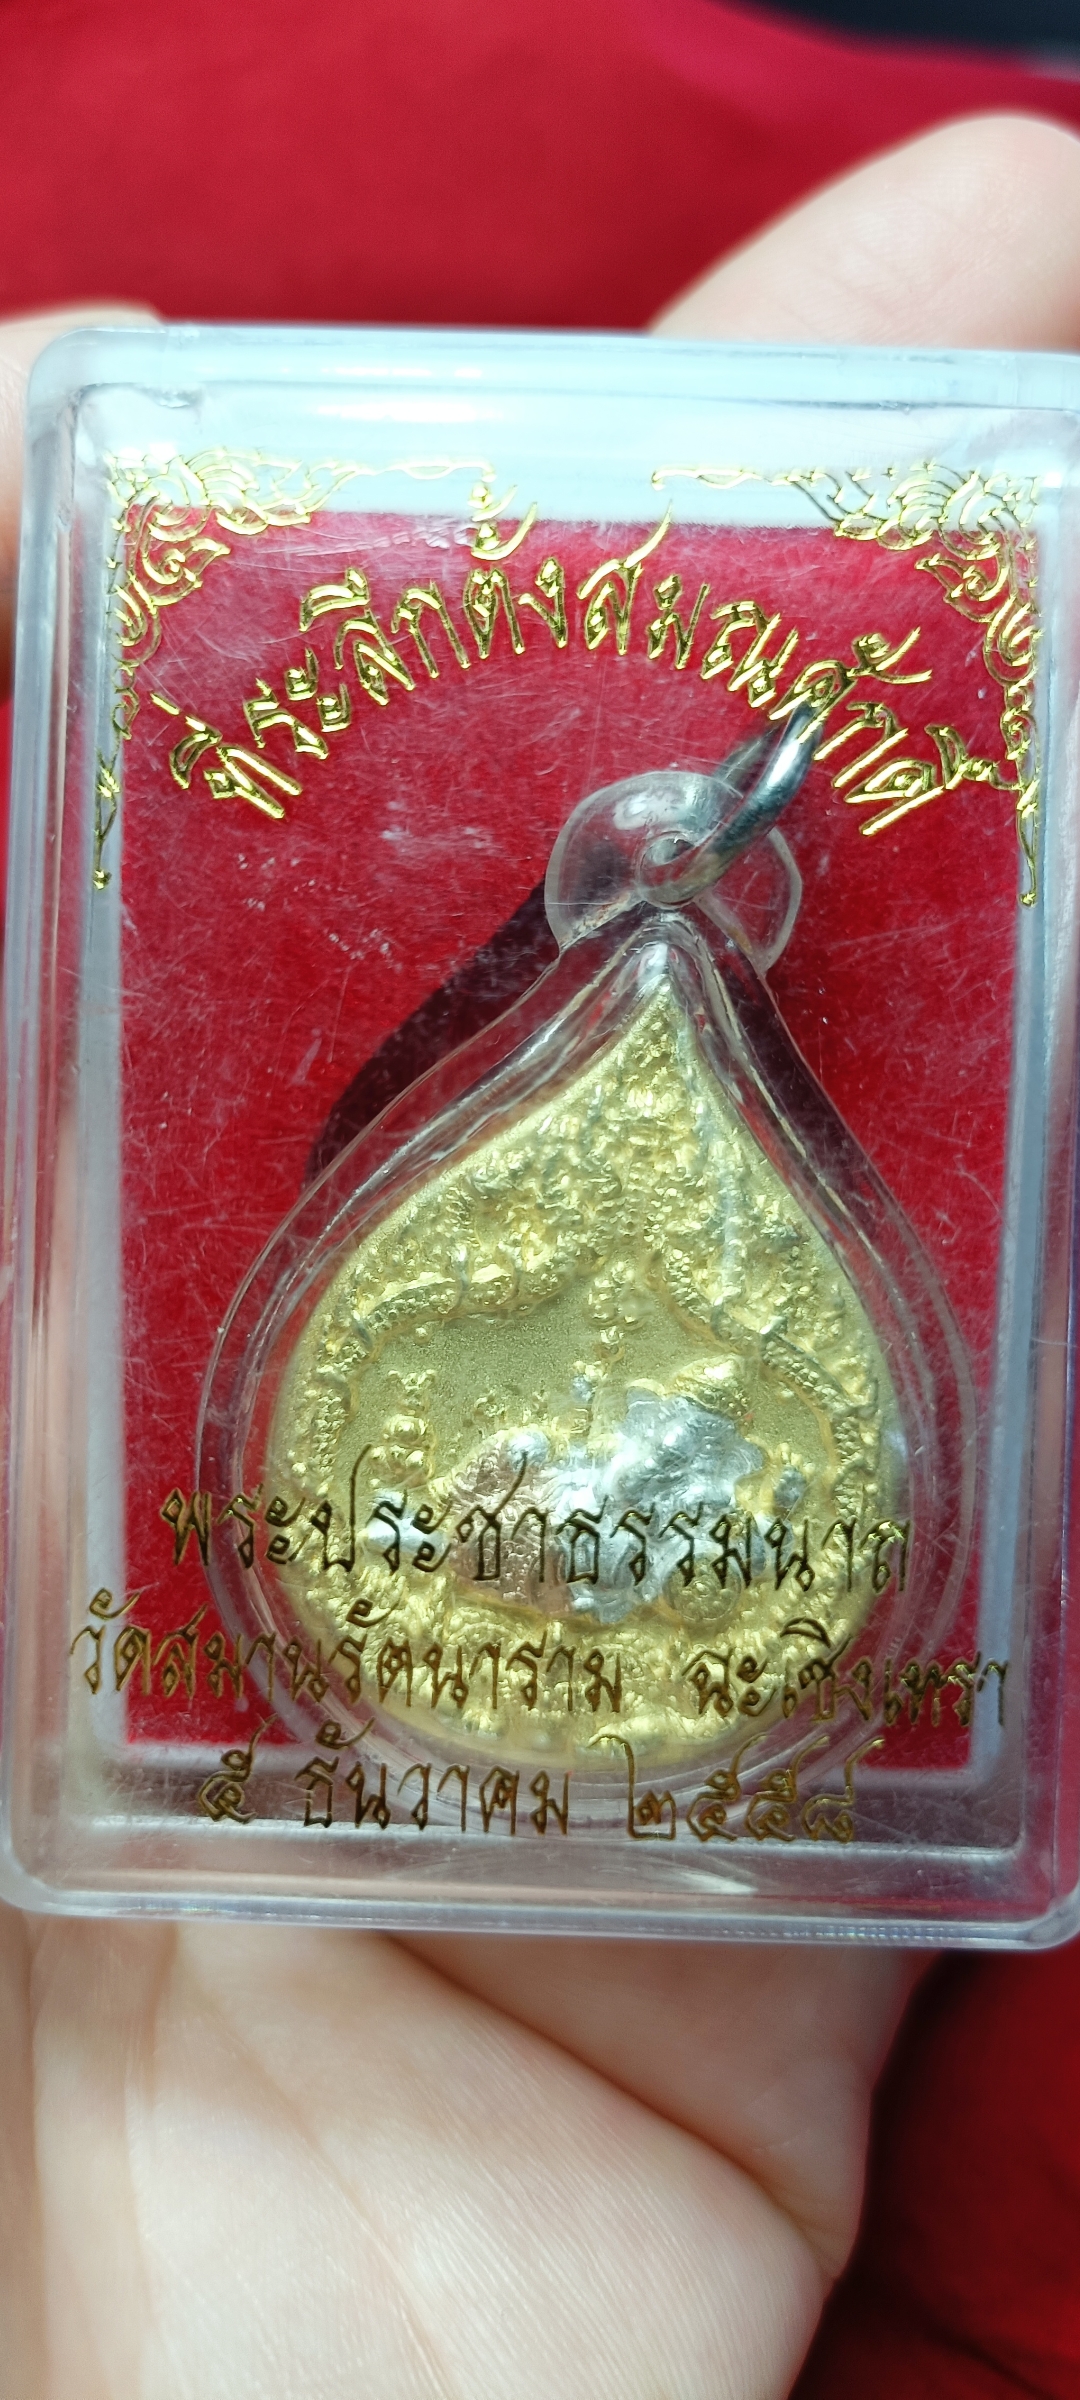 ที่ระลึกตั้งสมณศักดิ์
พระประชาธรรมนาถ
วัดสมานรัตนาราม ฉะเชิงเทรา
๕ ธันวาคม ๒๕๕๘